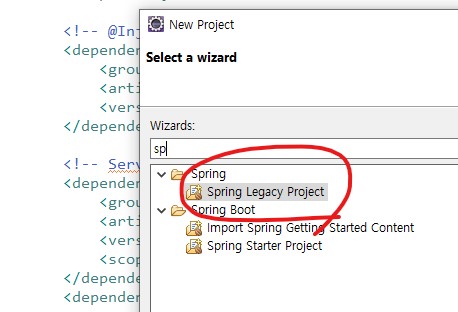 <!-- @Inj
<depender
<grou
<arti
<vers
</depende
<!-- Serv
<depender
<grou
<arti
<vers
<scop
</depende
<depender
New Project
Select a wizard
Wizards:
sp
Spring
Spring Legacy Project
Spring Boot
Import Spring Getting Started Content
Spring Starter Project